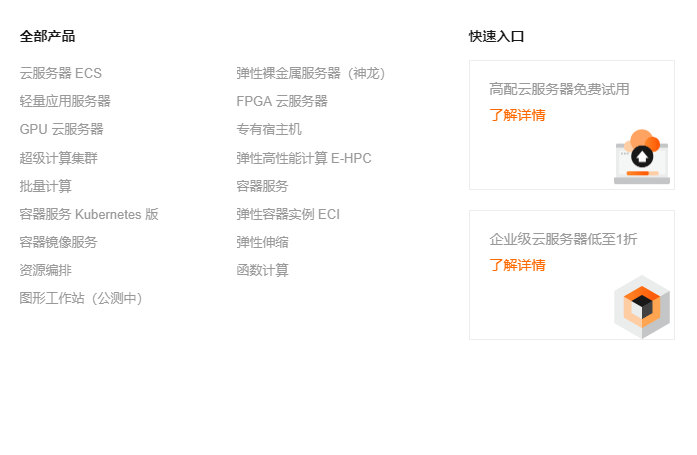 全部产品
云服务器 ECS
弹性裸金属服务器（神龙）
轻量应用服务器
FPGA 云服务器
GPU 云服务器
专有宿主机
超级计算集群
弹性高性能计算 E-HPC
批量计算
容器服务
容器服务 Kubernetes 版
弹性容器实例 ECI
容器镜像服务
弹性伸缩
资源编排
函数计算
图形工作站（公测中）
快速入口
高配云服务器免费试用
了解详情
企业级云服务器低至1折
了解详情